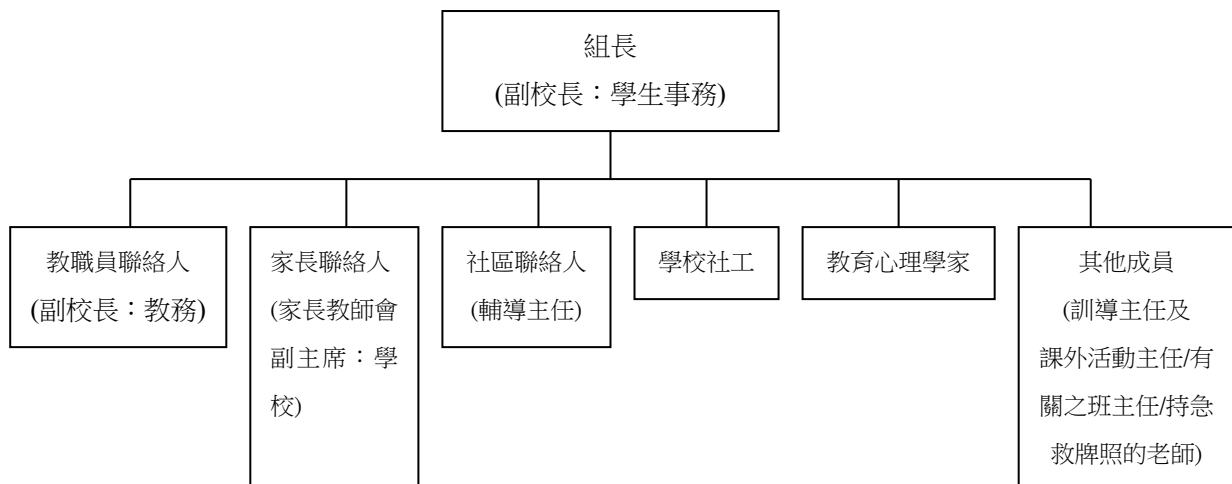 組長
(副校長：學生事務)
教職員聯絡人
(副校長：教務)
家長聯絡人
(家長教師會
副主席：學
校)
社區聯絡人
(輔導主任)
學校社工
教育心理學家
其他成員
(訓導主任及
課外活動主任/有
關之班主任/持急
救牌照的老師)